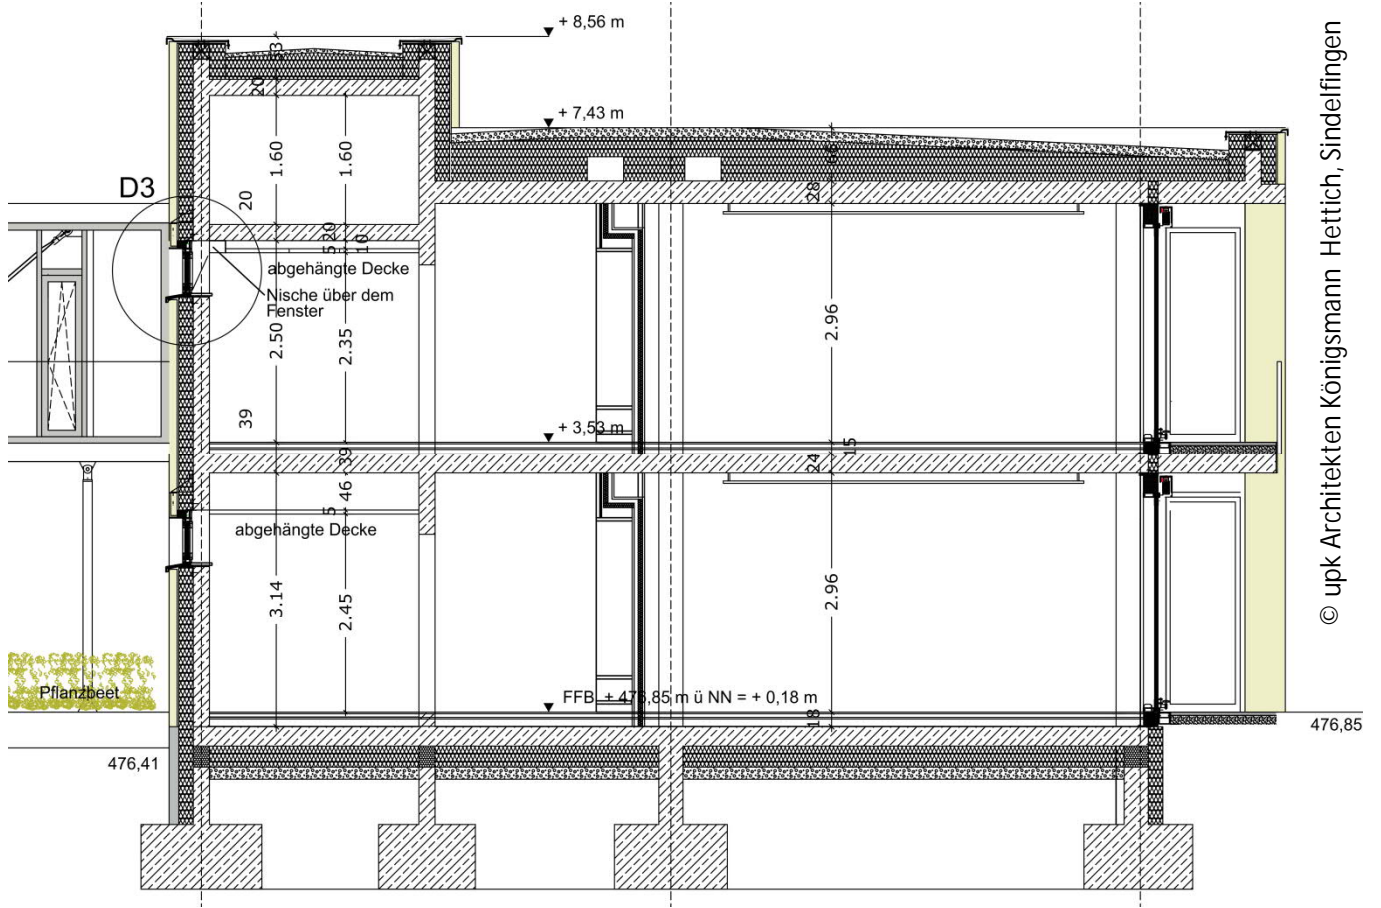 + 8,56 m
33
20
+ 7,43 m
1.60
1.60
66
D3
20
28
20
5
10
abgehängte Decke
Nische über dem
Fenster
2.50
2.35
2.96
39
+ 3,53 m
15
39
24
46
5
abgehängte Decke
3.14
2.45
2.96
Pflanzbeet
FFB + 476,85 m ü NN = + 0,18 m
18
476,85
476,41
© upk Architekten Königsmann Hettich, Sindelfingen